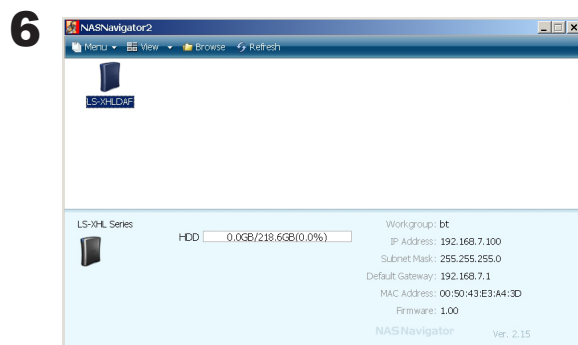 6
NASNavigator2
Menu View Browse Refresh
LS-XHLDAF
LS-XHL Series
HDD 0.0GB/218.6GB(0.0%)
Workgroup: bt
IP Address: 192.168.7.100
Subnet Mask: 255.255.255.0
Default Gateway: 192.168.7.1
MAC Address: 00:50:43:E3:A4:3D
Firmware: 1.00
NASNavigator Ver. 2.15